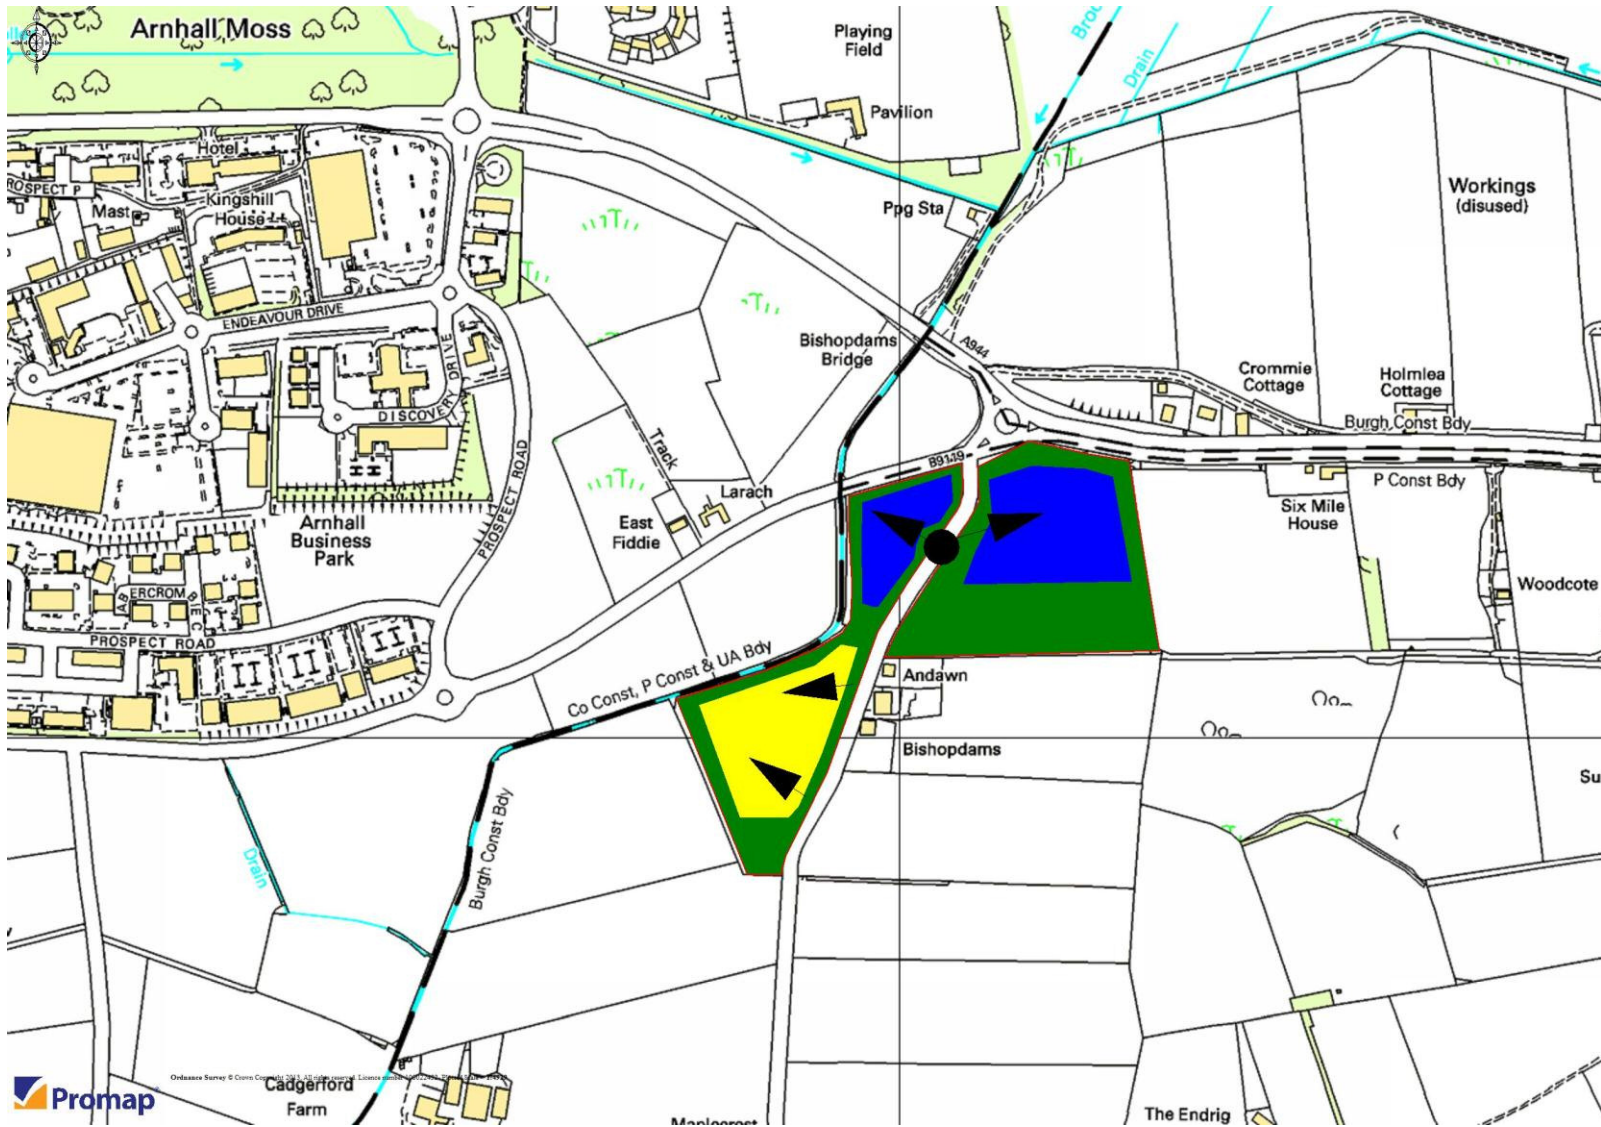 Arnhall Moss
Playing
Field
Pavilion
Drain
Hotel
Mast
Kingshill
House
Ppg Sta
Workings
(disused)
ENDEAVOUR DRIVE
DISCOVERY DRIVE
Bishopdams
Bridge
A944
Crommie
Cottage
Holmlea
Cottage
Burgh Const Bdy
Track
B9119
PROSPECT ROAD
Larach
East
Fiddie
P Const Bdy
Six Mile
House
Arnhall
Business
Park
Woodcote
PROSPECT ROAD
Co Const, P Const & UA Bdy
Andawn
Bishopdams
Su
Burgh Const Bdy
Drain
Cadgerford
Farm
Maplecrest
The Endrig
Promap